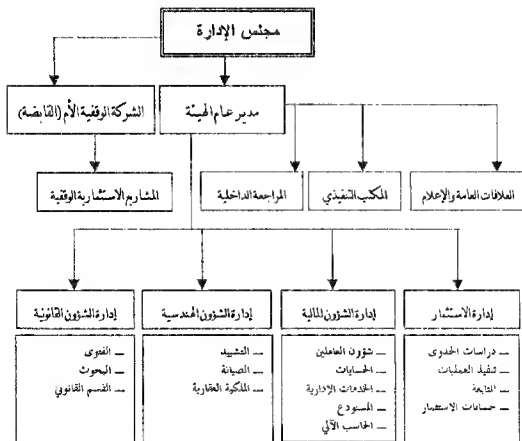 مجلس الإدارة
مدير عام الهيئة
الشركة الوقفية الأم (القابضة)
العلاقات العامة والإعلام
المكتب التنفيذي
المراجعة الداخلية
المشاريع الاستثمارية الوقفية
إدارة الاستثمار
إدارة الشؤون المالية
إدارة الشؤون الهندسية
إدارة الشؤون القانونية
– دراسات الجدوى
– تنفيذ العمليات
– المتابعة
– حسابات الاستثمار
– شؤون العاملين
– الحسابات
– الخدمات الإدارية
– المستودع
– الحاسب الآلي
– التشييد
– الصيانة
– الملكية العقارية
– الفتوى
– البحوث
– القسم القانوني